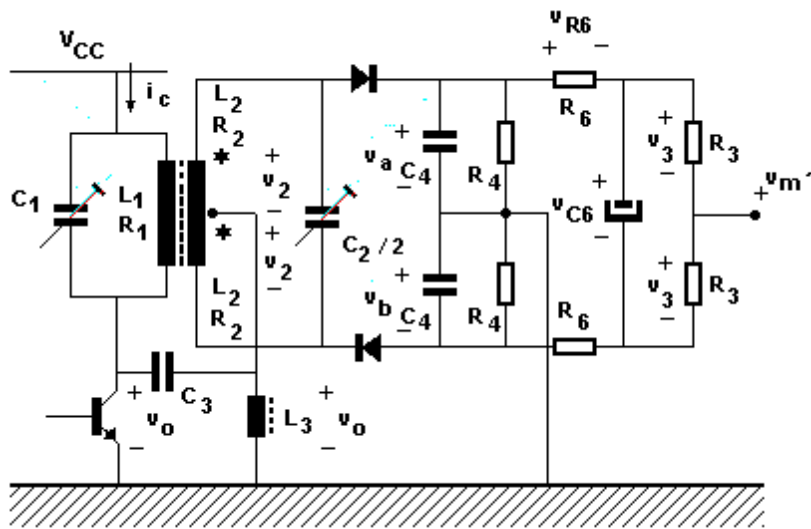 vR6
+ −
VCC
ic
L2
R2
R6
+
va
−
C4
R4
+
v3
−
R3
C1
L1
R1
*
+
v2
−
+
vC6
−
+
vm'
*
+
v2
−
C2/2
L2
R2
+
vb
−
C4
R4
R6
+
v3
−
R3
C3
+
vo
−
L3
+
vo
−